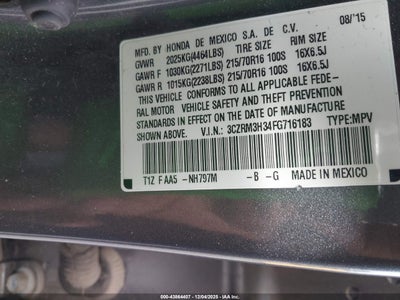 MFD. BY HONDA DE MEXICO S.A. DE C.V. 08/'15
GVWR 2025KG(4464LBS) TIRE SIZE RIM SIZE
GAWR F 1030KG(2271LBS) 215/70R16 100S 16X6.5J
GAWR R 1015KG(2238LBS) 215/70R16 100S 16X6.5J
THIS VEHICLE CONFORMS TO ALL APPLICABLE FEDE-
RAL MOTOR VEHICLE SAFETY AND THEFT PREVENTION
STANDARDS IN EFFECT ON THE DATE OF MANUFACTURE
SHOWN ABOVE. V.I.N.: 3CZRM3H34FG716183 TYPE:MPV
T1Z F AA5 -NH797M -B -G MADE IN MEXICO
000-43864407 - 12/04/2025 - IAA Inc.